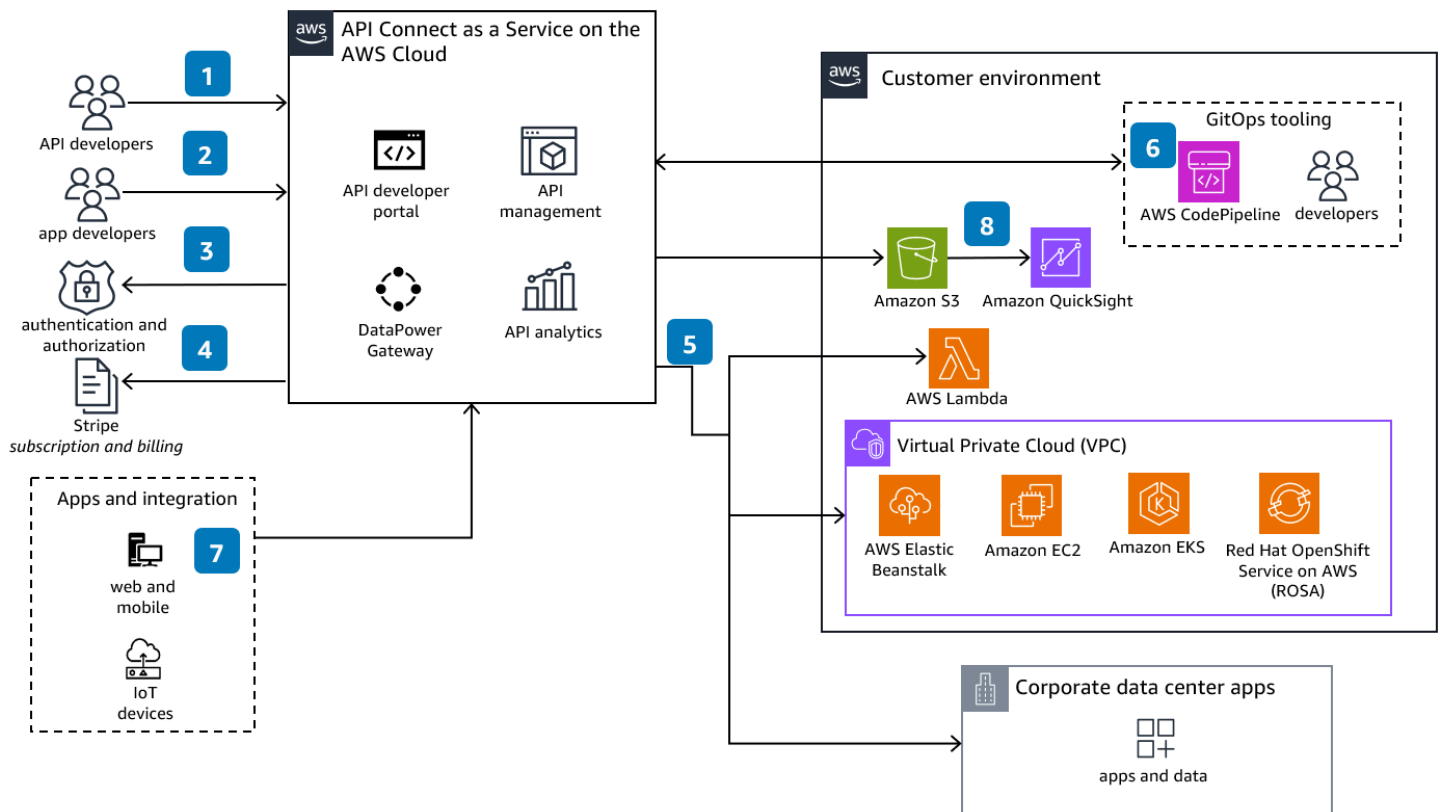 aws
API Connect as a Service on the
AWS Cloud
1
API developers
2
app developers
3
authentication and
authorization
4
Stripe
subscription and billing
API developer
portal
API
management
DataPower
Gateway
API analytics
Apps and integration
7
web and
mobile
IoT
devices
5
aws
Customer environment
GitOps tooling
6
AWS CodePipeline
developers
8
Amazon S3
Amazon QuickSight
AWS Lambda
Virtual Private Cloud (VPC)
AWS Elastic
Beanstalk
Amazon EC2
Amazon EKS
Red Hat OpenShift
Service on AWS
(ROSA)
Corporate data center apps
apps and data